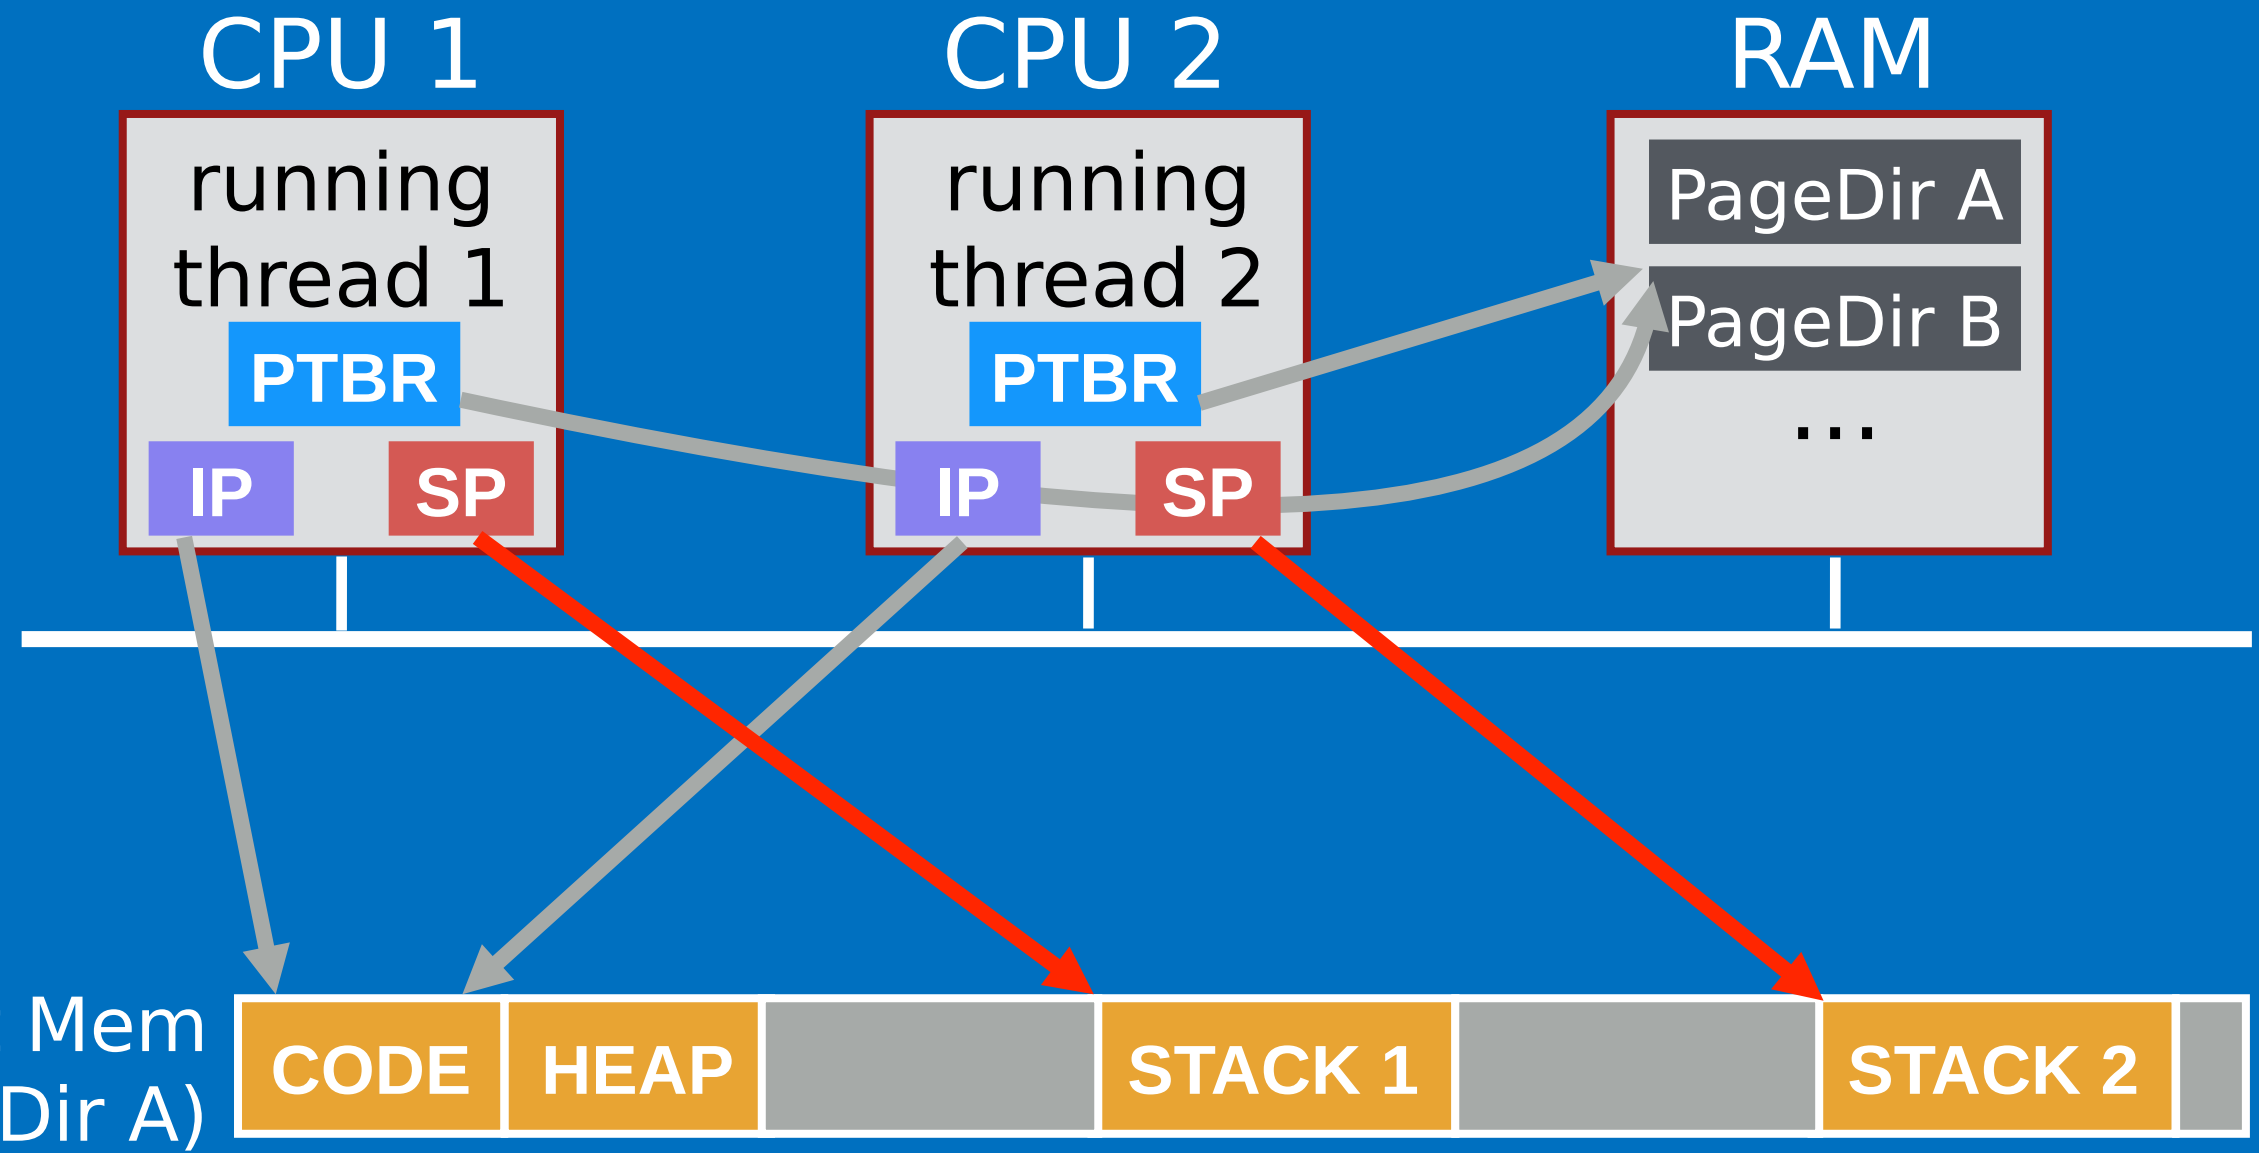 CPU 1
CPU 2
RAM
running
thread 1
PTBR
IP
SP
running
thread 2
PTBR
IP
SP
PageDir A
PageDir B
...
Mem
Dir A)
CODE
HEAP
STACK 1
STACK 2